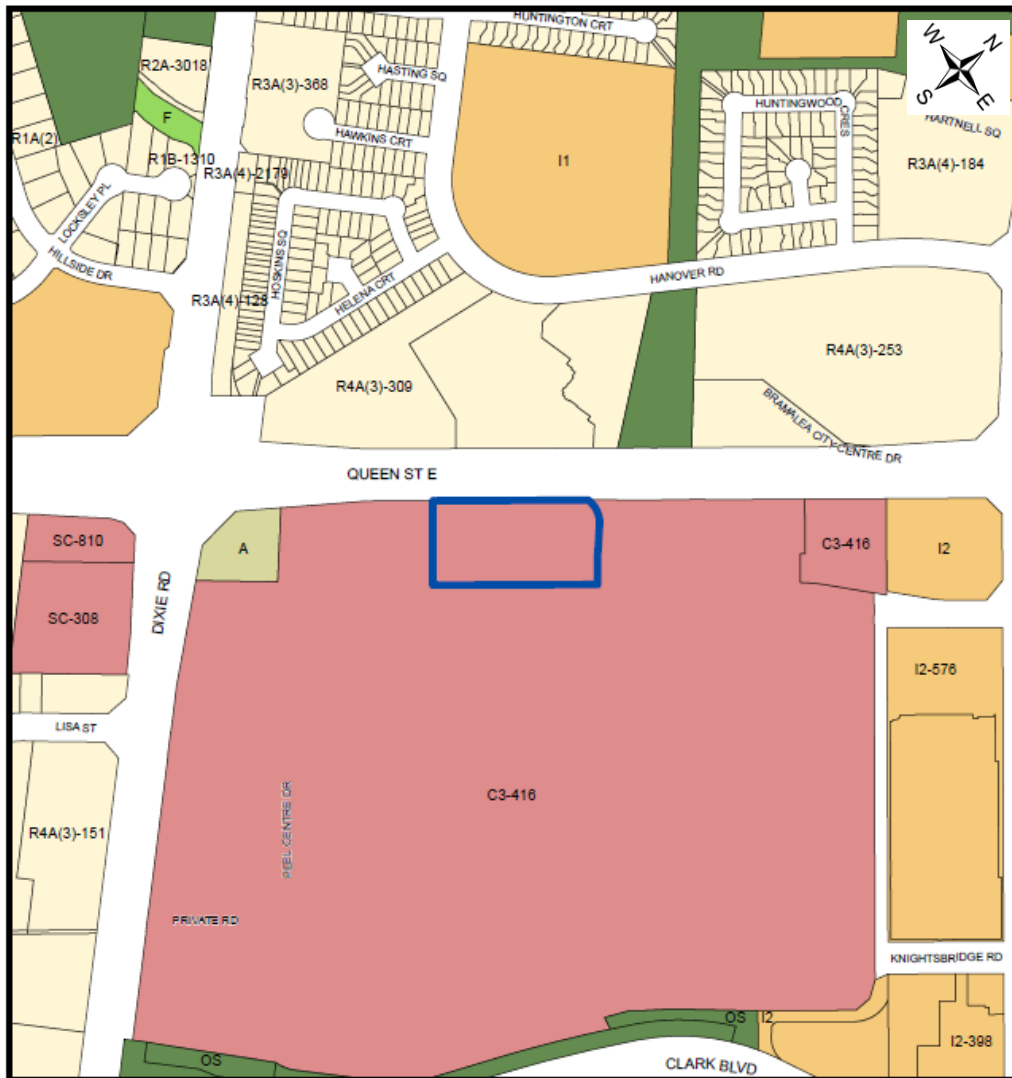 HUNTINGTON CRT
R2A-3018
R3A(3)-368
HASTING SQ
W
N
S
E
F
HAWKINS CRT
HUNTINGWOOD CRES
HARTNELL SQ
R1A(2)
R1B-1310
I1
R3A(4)-184
R3A(4)-2179
LOCKSLEY PL
HOSKINS SQ
HILLSIDE DR
HANOVER RD
R3A(4)-128
HELENA CRT
R4A(3)-253
R4A(3)-309
BRAMALEA CITY CENTRE DR
QUEEN ST E
SC-810
A
C3-416
I2
DIXIE RD
SC-308
I2-576
LISA ST
C3-416
PEEL CENTRE DR
R4A(3)-151
PRIVATE RD
KNIGHTSBRIDGE RD
OS
I2
I2-398
OS
CLARK BLVD